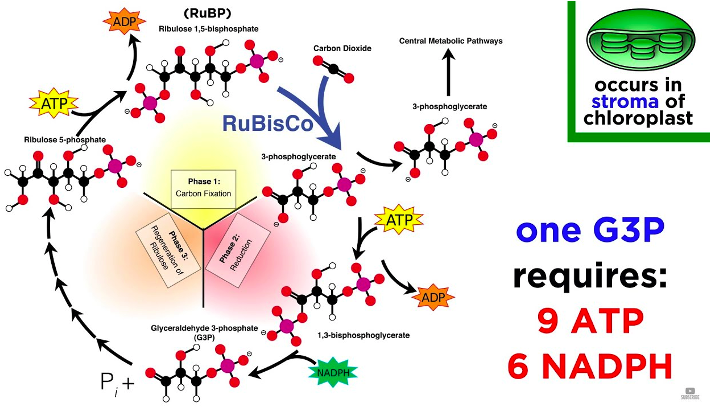 (RuBP)
Ribulose 1,5-bisphosphate
ADP
Carbon Dioxide
Central Metabolic Pathways
occurs in
stroma of
chloroplast
ATP
RuBisCo
3-phosphoglycerate
Ribulose 5-phosphate
3-phosphoglycerate
Phase 1:
Carbon Fixation
Phase 3:
Regeneration of
Ribulose
Phase 2:
Reduction
ATP
ADP
one G3P
requires:
9 ATP
6 NADPH
Glyceraldehyde 3-phosphate
(G3P)
1,3-bisphosphoglycerate
NADPH
Pi +
SUBSCRIBE